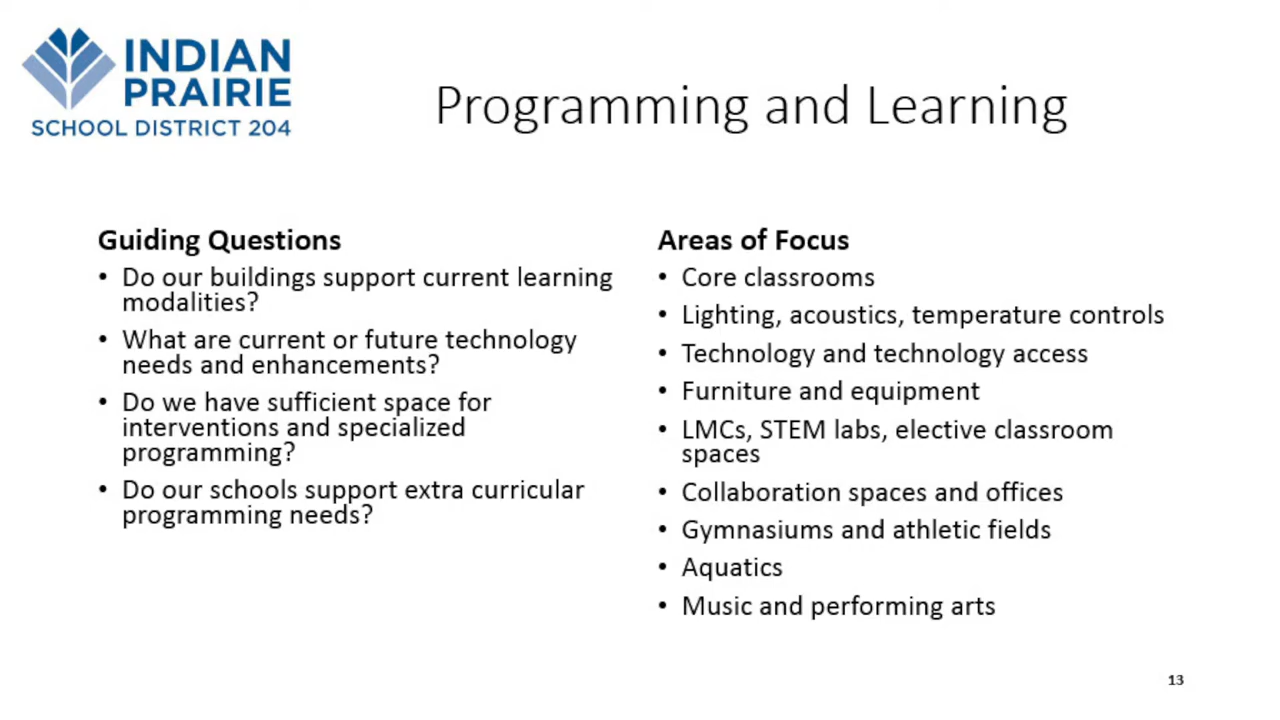 INDIAN
PRAIRIE
SCHOOL DISTRICT 204
Programming and Learning
Guiding Questions
• Do our buildings support current learning
modalities?
• What are current or future technology
needs and enhancements?
• Do we have sufficient space for
interventions and specialized
programming?
• Do our schools support extra curricular
programming needs?
Areas of Focus
• Core classrooms
• Lighting, acoustics, temperature controls
• Technology and technology access
• Furniture and equipment
• LMCs, STEM labs, elective classroom
spaces
• Collaboration spaces and offices
• Gymnasiums and athletic fields
• Aquatics
• Music and performing arts
13